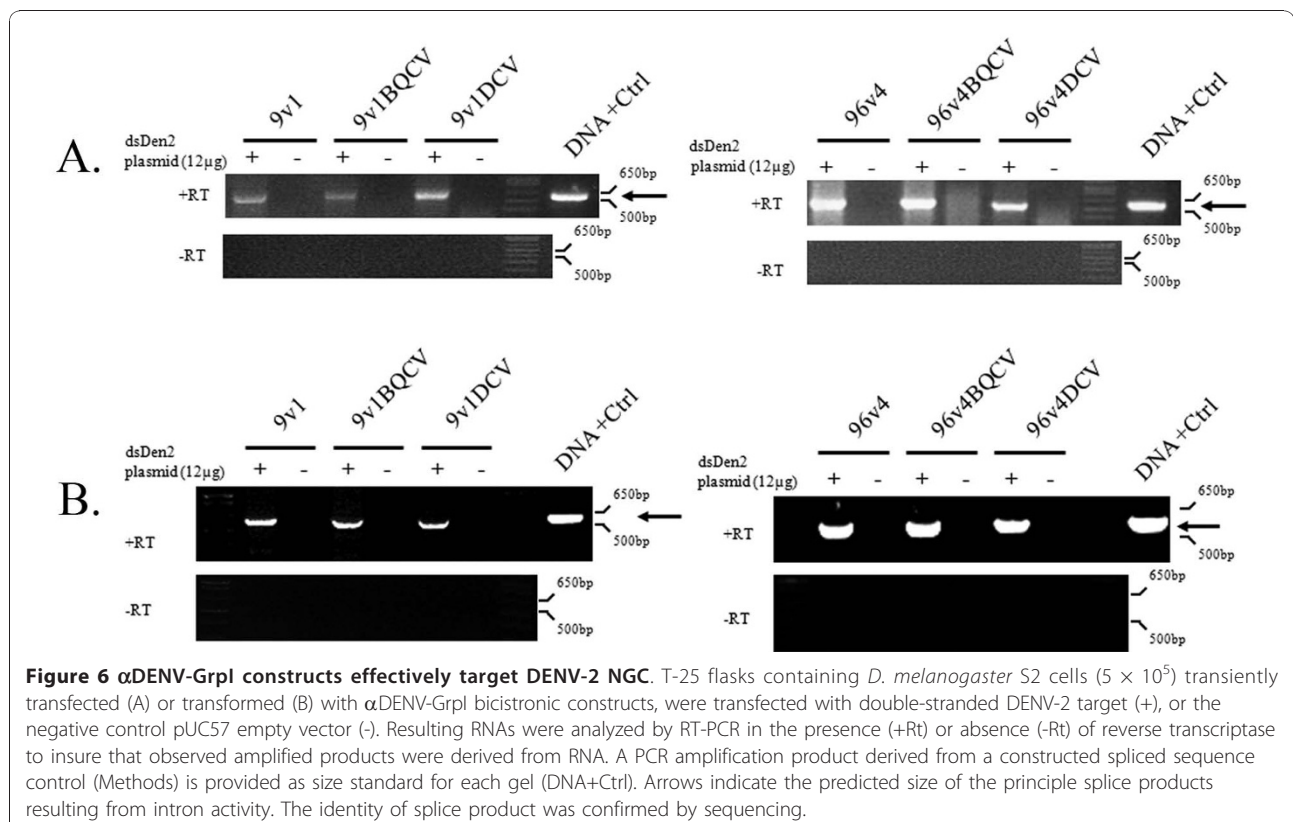 9v1
9v1BQCV
9v1DCV
DNA+Ctrl
dsDen2
plasmid (12µg)
+ - + - + -
A.
+RT
650bp
500bp
-RT
650bp
500bp
96v4
96v4BQCV
96v4DCV
DNA+Ctrl
dsDen2
plasmid (12µg)
+ - + - + -
+RT
650bp
500bp
-RT
650bp
500bp
9v1
9v1BQCV
9v1DCV
DNA+Ctrl
dsDen2
plasmid (12µg)
+ - + - + -
B.
+RT
650bp
500bp
-RT
650bp
500bp
96v4
96v4BQCV
96v4DCV
DNA+Ctrl
dsDen2
plasmid (12µg)
+ - + - + -
+RT
650bp
500bp
-RT
650bp
500bp
Figure 6 αDENV-GrpI constructs effectively target DENV-2 NGC. T-25 flasks containing D. melanogaster S2 cells (5 × 10⁵) transiently
transfected (A) or transformed (B) with αDENV-GrpI bicistronic constructs, were transfected with double-stranded DENV-2 target (+), or the
negative control pUC57 empty vector (-). Resulting RNAs were analyzed by RT-PCR in the presence (+Rt) or absence (-Rt) of reverse transcriptase
to insure that observed amplified products were derived from RNA. A PCR amplification product derived from a constructed spliced sequence
control (Methods) is provided as size standard for each gel (DNA+Ctrl). Arrows indicate the predicted size of the principle splice products
resulting from intron activity. The identity of splice product was confirmed by sequencing.